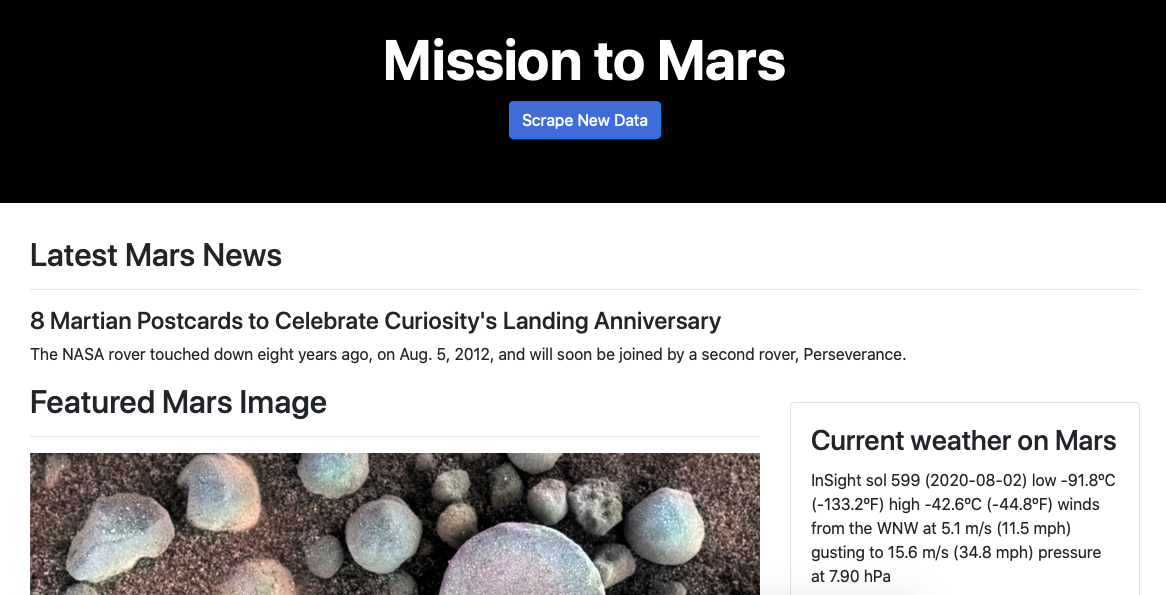 Mission to Mars
Scrape New Data
Latest Mars News
8 Martian Postcards to Celebrate Curiosity's Landing Anniversary
The NASA rover touched down eight years ago, on Aug. 5, 2012, and will soon be joined by a second rover, Perseverance.
Featured Mars Image
Current weather on Mars
InSight sol 599 (2020-08-02) low -91.8ºC
(-133.2ºF) high -42.6ºC (-44.8ºF) winds
from the WNW at 5.1 m/s (11.5 mph)
gusting to 15.6 m/s (34.8 mph) pressure
at 7.90 hPa